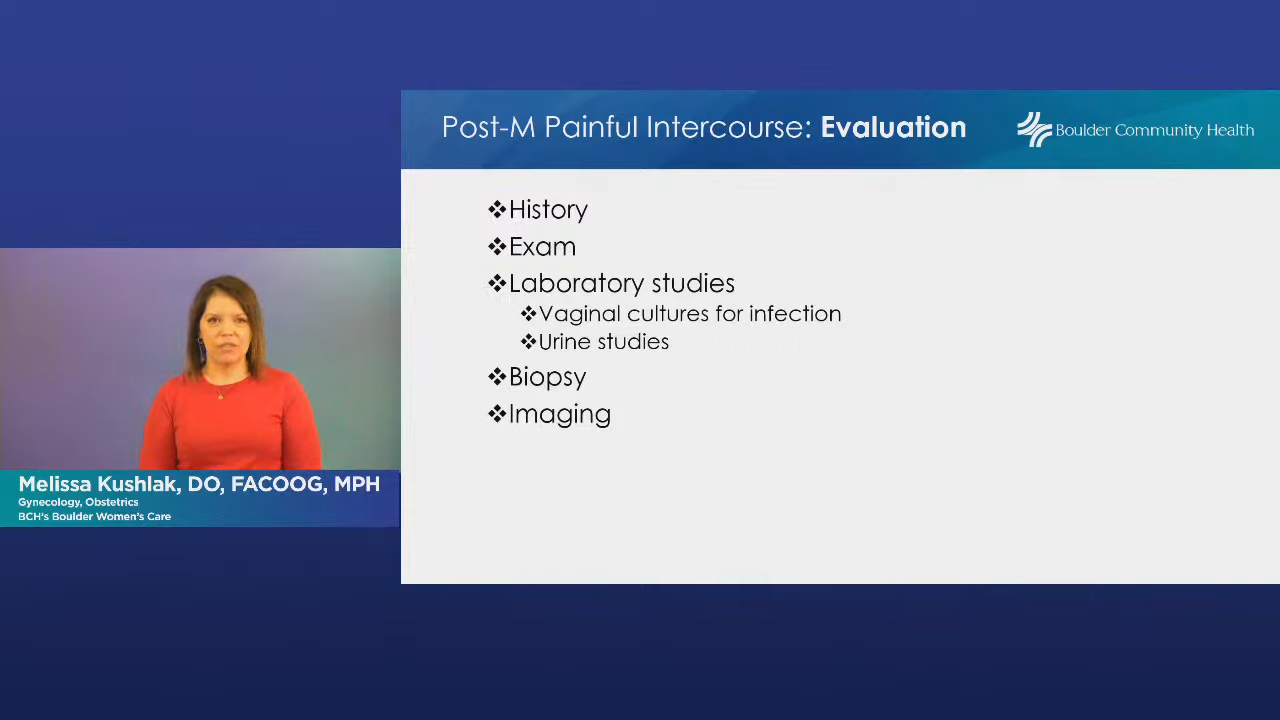 Post-M Painful Intercourse: Evaluation
Boulder Community Health
❖History
❖Exam
❖Laboratory studies
❖Vaginal cultures for infection
❖Urine studies
❖Biopsy
❖Imaging
Melissa Kushlak, DO, FACOOG, MPH
Gynecology, Obstetrics
BCH's Boulder Women's Care